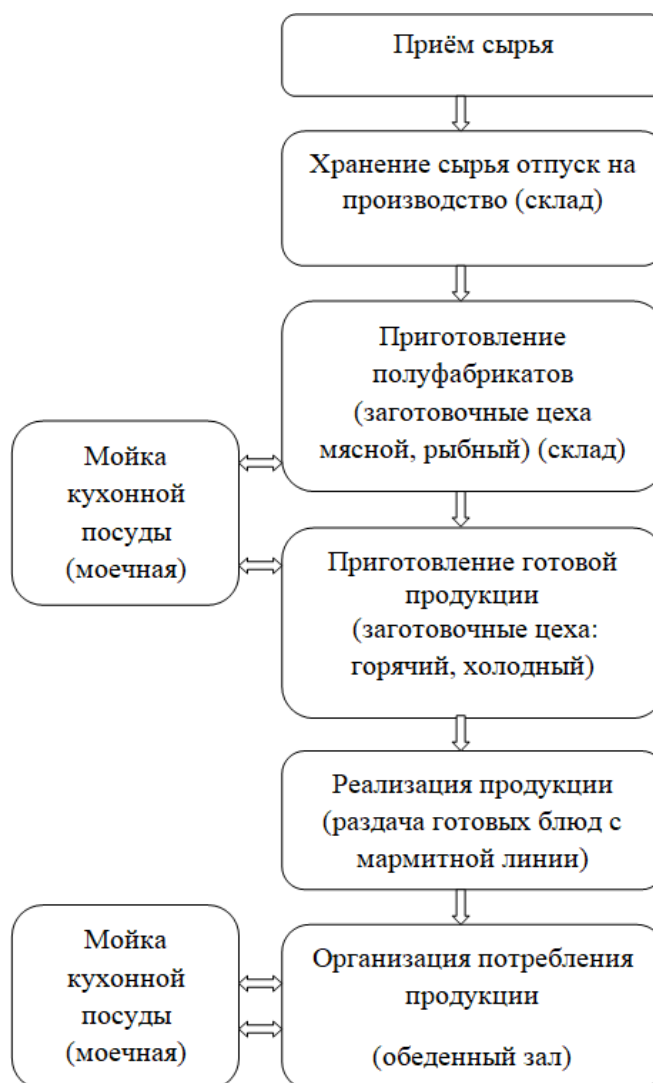 Приём сырья
Хранение сырья отпуск на
производство (склад)
Приготовление
полуфабрикатов
(заготовочные цеха
мясной, рыбный) (склад)
Мойка
кухонной
посуды
(моечная)
Приготовление готовой
продукции
(заготовочные цеха:
горячий, холодный)
Реализация продукции
(раздача готовых блюд с
мармитной линии)
Мойка
кухонной
посуды
(моечная)
Организация потребления
продукции
(обеденный зал)